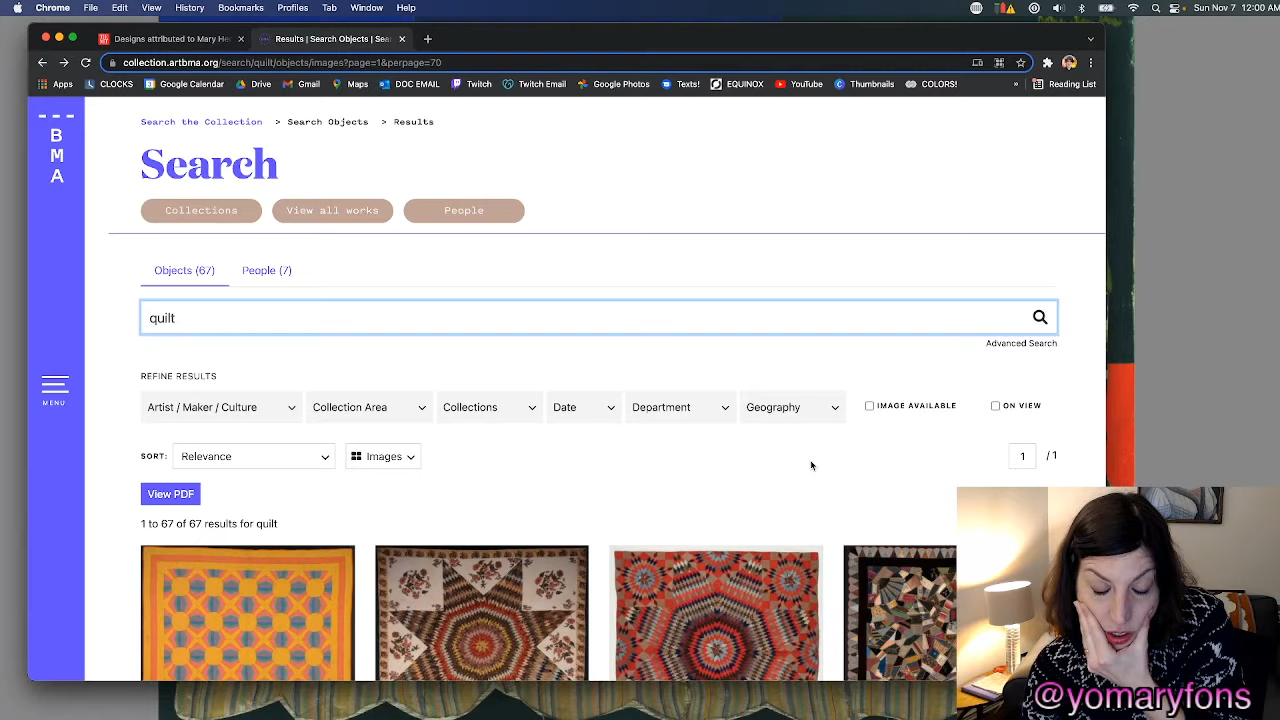 Chrome File Edit View History Bookmarks Profiles Tab Window Help Sun Nov 7 12:00 AM
Designs attributed to Mary He Results | Search Objects | Sea
collection.artbma.org/search/quilt/objects/images?page=1&perpage=70
Apps CLOCKS Google Calendar Drive Gmail Maps DOC EMAIL Twitch Twitch Email Google Photos Texts! EQUINOX YouTube Thumbnails COLORS! » Reading List
B
M
A
MENU
Search the Collection > Search Objects > Results
Search
Collections View all works People
Objects (67) People (7)
quilt
Advanced Search
REFINE RESULTS
Artist / Maker / Culture Collection Area Collections Date Department Geography IMAGE AVAILABLE ON VIEW
SORT: Relevance Images 1 / 1
View PDF
1 to 67 of 67 results for quilt
@yomaryfons